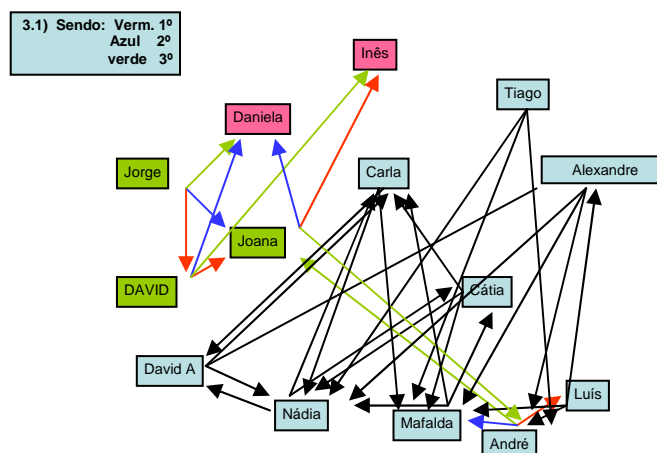 3.1) Sendo: Verm. 1º
Azul 2º
verde 3º
Inês
Tiago
Daniela
Jorge
Carla
Alexandre
Joana
DAVID
Cátia
David A
Nádia
Mafalda
Luís
André